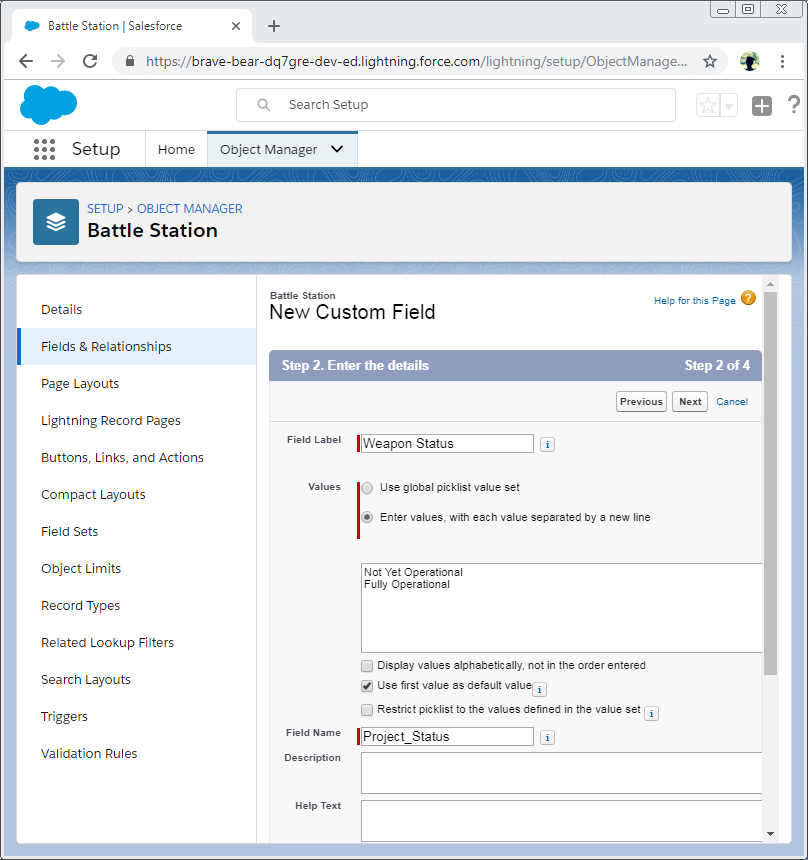 Battle Station | Salesforce
https://brave-bear-dq7gre-dev-ed.lightning.force.com/lightning/setup/ObjectManage...
Search Setup
?
Setup
Home
Object Manager
SETUP > OBJECT MANAGER
Battle Station
Details
Fields & Relationships
Page Layouts
Lightning Record Pages
Buttons, Links, and Actions
Compact Layouts
Field Sets
Object Limits
Record Types
Related Lookup Filters
Search Layouts
Triggers
Validation Rules
Battle Station
New Custom Field
Help for this Page ?
Step 2. Enter the details Step 2 of 4
Previous Next Cancel
Field Label Weapon Status i
Values Use global picklist value set
Enter values, with each value separated by a new line
Not Yet Operational
Fully Operational
Display values alphabetically, not in the order entered
Use first value as default value i
Restrict picklist to the values defined in the value set i
Field Name Project_Status i
Description
Help Text